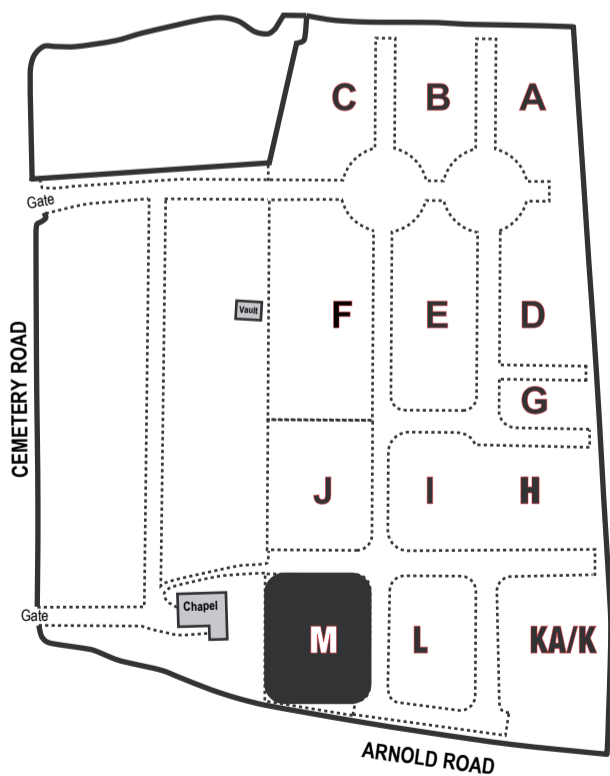 C B A
Gate
Vault
F E D
G
CEMETERY ROAD
J I H
Chapel
Gate
M L KA/K
ARNOLD ROAD